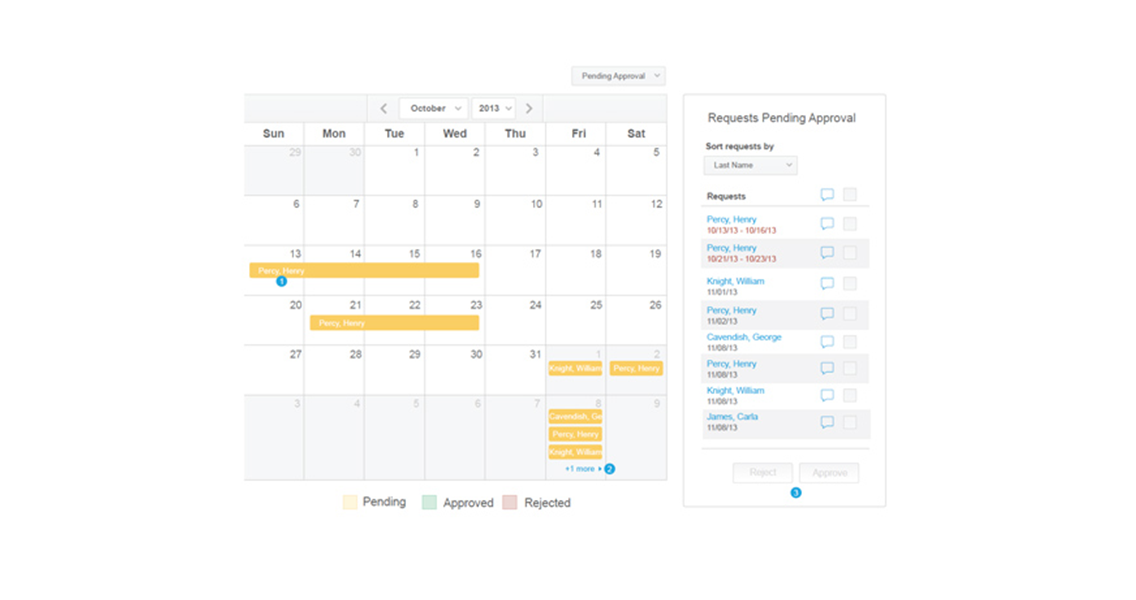 Pending Approval
October 2013
Sun Mon Tue Wed Thu Fri Sat
29 30 1 2 3 4 5
6 7 8 9 10 11 12
13 14 15 16 17 18 19
Percy, Henry
1
20 21 22 23 24 25 26
Percy, Henry
27 28 29 30 31 1 2
Knight, William Percy, Henry
3 4 5 6 7 8 9
Cavendish, Ge
Percy, Henry
Knight, William
+1 more 2
Pending Approved Rejected
Requests Pending Approval
Sort requests by
Last Name
Requests
Percy, Henry
10/13/13 - 10/16/13
Percy, Henry
10/21/13 - 10/23/13
Knight, William
11/01/13
Percy, Henry
11/02/13
Cavendish, George
11/08/13
Percy, Henry
11/08/13
Knight, William
11/08/13
James, Carla
11/08/13
Reject Approve
3